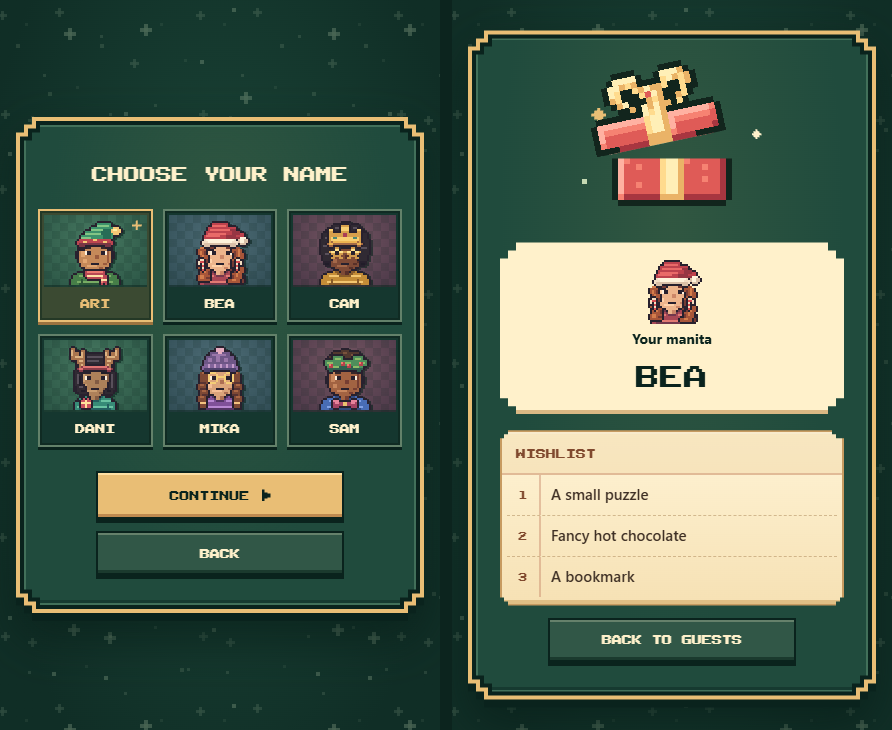 CHOOSE YOUR NAME
ARI
BEA
CAM
DANI
MIKA
SAM
CONTINUE
BACK
Your manita
BEA
WISHLIST
1 A small puzzle
2 Fancy hot chocolate
3 A bookmark
BACK TO GUESTS